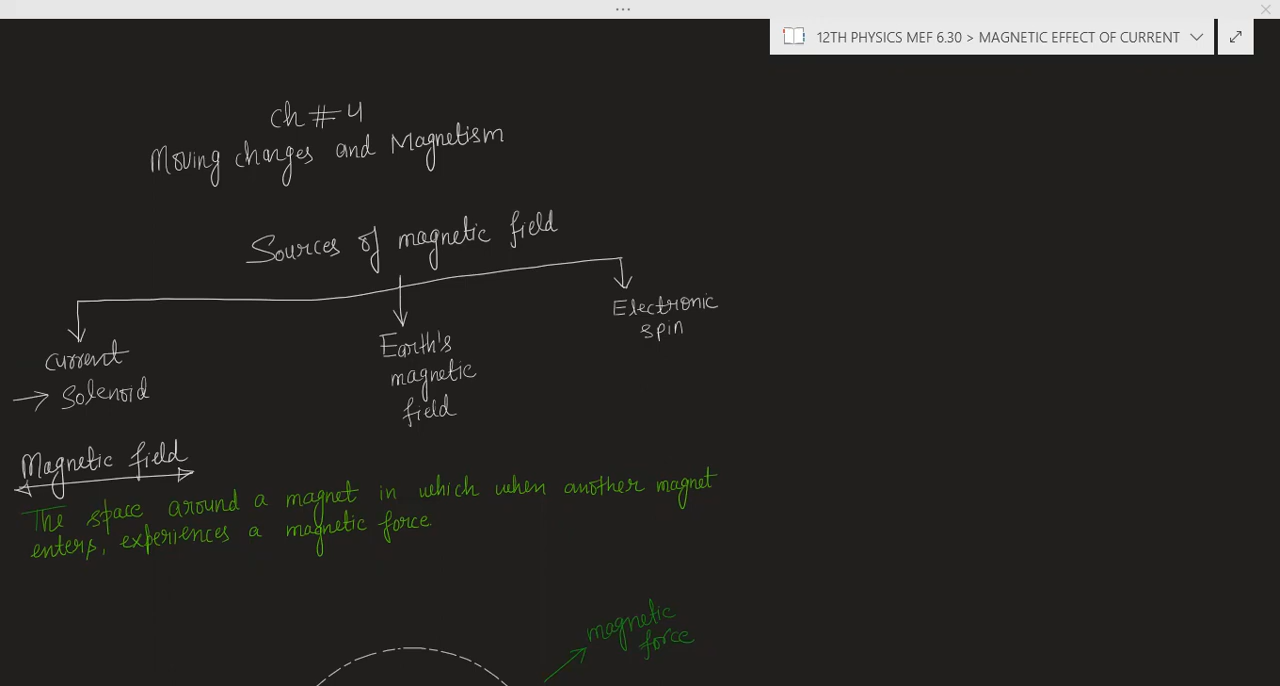 12TH PHYSICS MEF 6.30 > MAGNETIC EFFECT OF CURRENT
Ch # 4
Moving charges and Magnetism
Sources of magnetic field
Current
→ Solenoid
Earth's
magnetic
field
Electronic
spin
Magnetic field
The space around a magnet in which when another magnet
enters, experiences a magnetic force.
magnetic
force